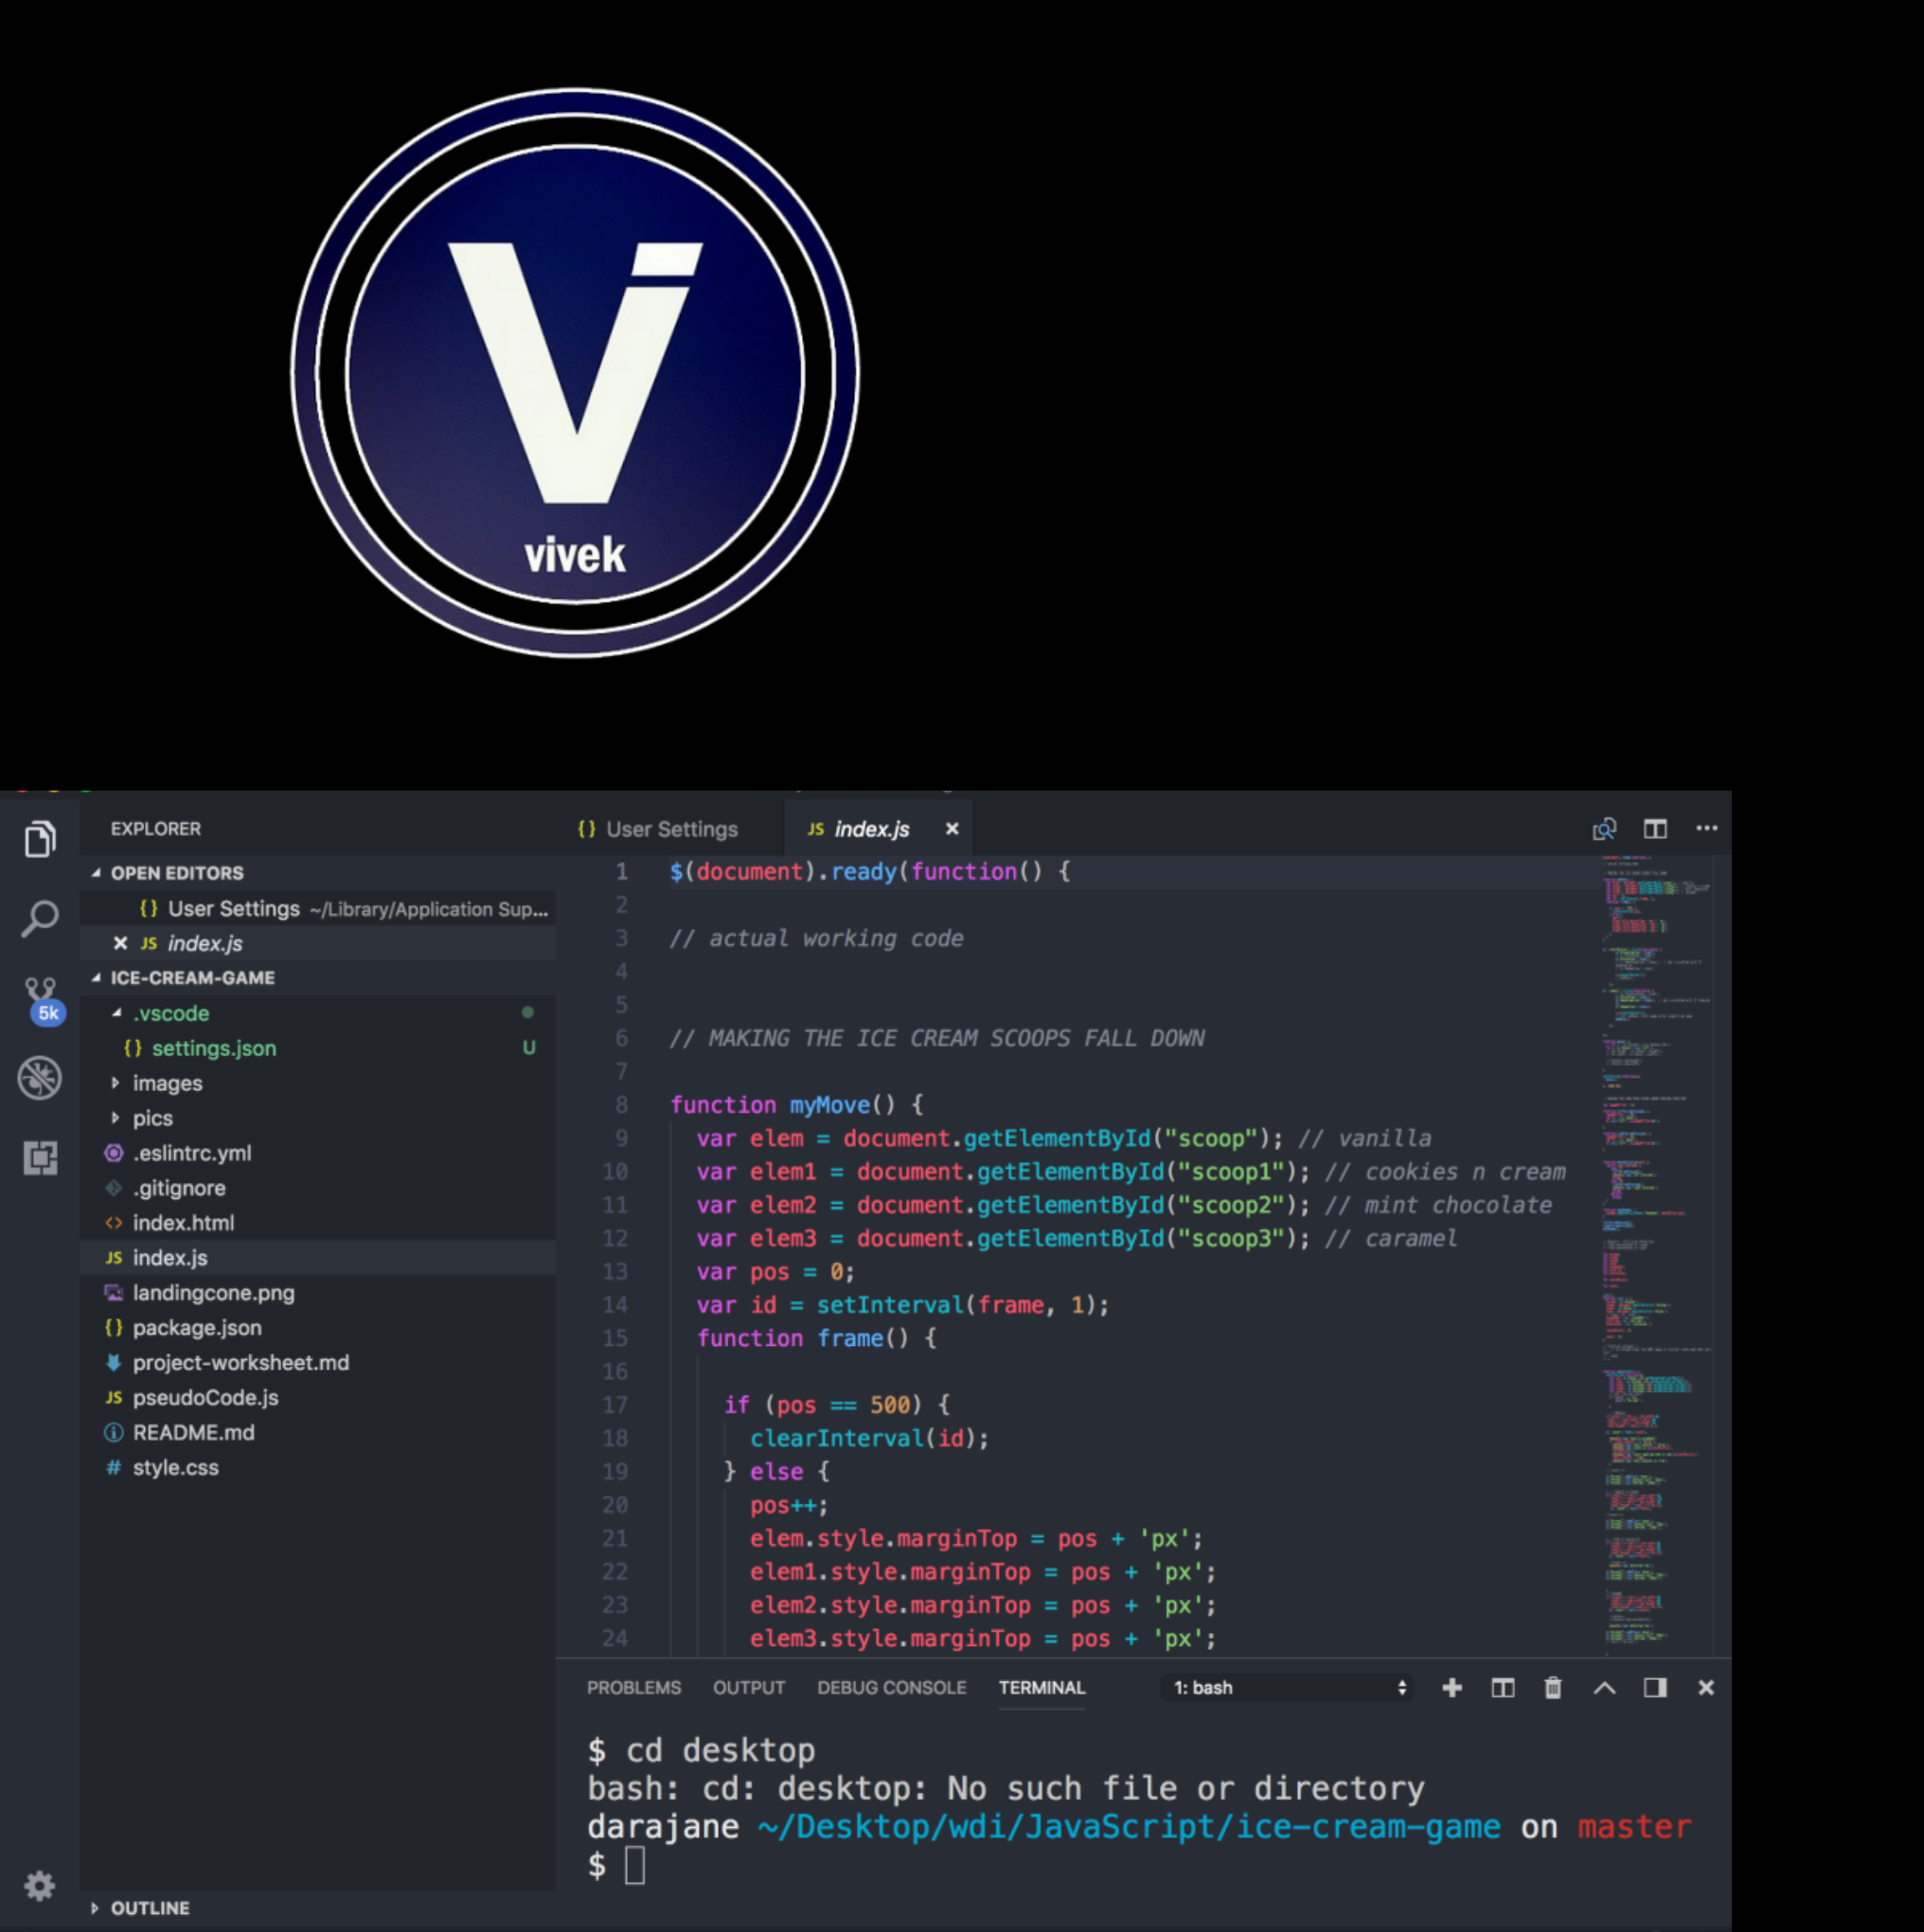 Vi
vivek
EXPLORER
OPEN EDITORS
{} User Settings ~/Library/Application Sup...
× JS index.js
ICE-CREAM-GAME
.vscode
{} settings.json U
images
pics
.eslintrc.yml
.gitignore
<> index.html
JS index.js
landingcone.png
{} package.json
project-worksheet.md
JS pseudoCode.js
README.md
# style.css
OUTLINE
5k
{} User Settings
JS index.js ×
1 $(document).ready(function() {
2
3 // actual working code
4
5
6 // MAKING THE ICE CREAM SCOOPS FALL DOWN
7
8 function myMove() {
9 var elem = document.getElementById("scoop"); // vanilla
10 var elem1 = document.getElementById("scoop1"); // cookies n cream
11 var elem2 = document.getElementById("scoop2"); // mint chocolate
12 var elem3 = document.getElementById("scoop3"); // caramel
13 var pos = 0;
14 var id = setInterval(frame, 1);
15 function frame() {
16
17 if (pos == 500) {
18 clearInterval(id);
19 } else {
20 pos++;
21 elem.style.marginTop = pos + 'px';
22 elem1.style.marginTop = pos + 'px';
23 elem2.style.marginTop = pos + 'px';
24 elem3.style.marginTop = pos + 'px';
PROBLEMS OUTPUT DEBUG CONSOLE TERMINAL 1: bash
$ cd desktop
bash: cd: desktop: No such file or directory
darajane ~/Desktop/wdi/JavaScript/ice-cream-game on master
$